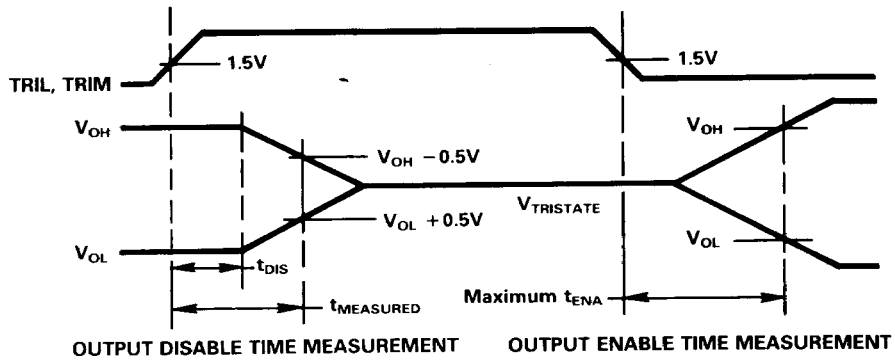 1.5V
1.5V
TRIL, TRIM
VOH
VOH
VOH −0.5V
VTRISTATE
VOL +0.5V
VOL
VOL
tDIS
tMEASURED
Maximum tENA
OUTPUT DISABLE TIME MEASUREMENT
OUTPUT ENABLE TIME MEASUREMENT